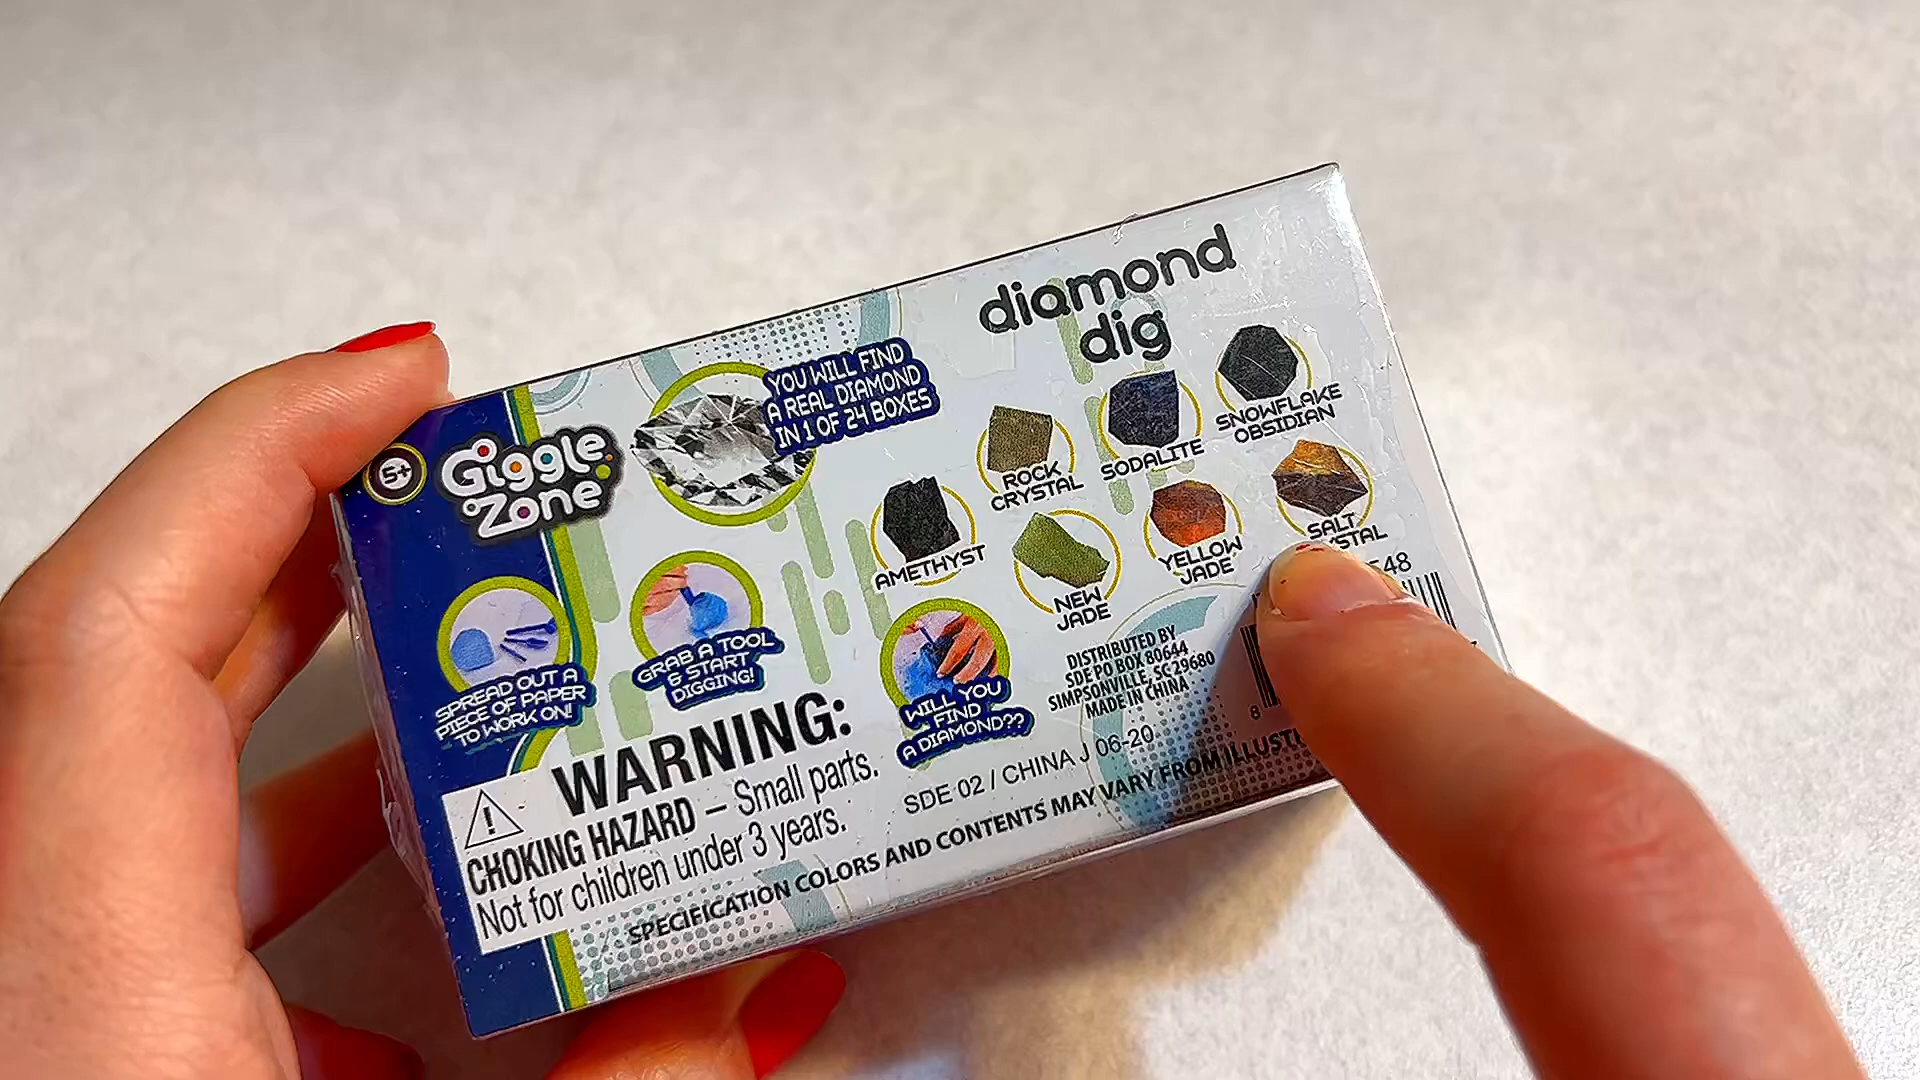 5+
Giggle
Zone
YOU WILL FIND
A REAL DIAMOND
IN 1 OF 24 BOXES
diamond
dig
AMETHYST
ROCK
CRYSTAL
SODALITE
SNOWFLAKE
OBSIDIAN
NEW
JADE
YELLOW
JADE
SALT
SPREAD OUT A
PIECE OF PAPER
TO WORK ON!
GRAB A TOOL
& START
DIGGING!
WILL YOU
FIND
A DIAMOND??
DISTRIBUTED BY
SDE PO BOX 80644
SIMPSONVILLE, SC 29680
MADE IN CHINA
48
8
WARNING:
CHOKING HAZARD – Small parts.
Not for children under 3 years.
SDE 02 / CHINA J 06-20
SPECIFICATION COLORS AND CONTENTS MAY VARY FROM